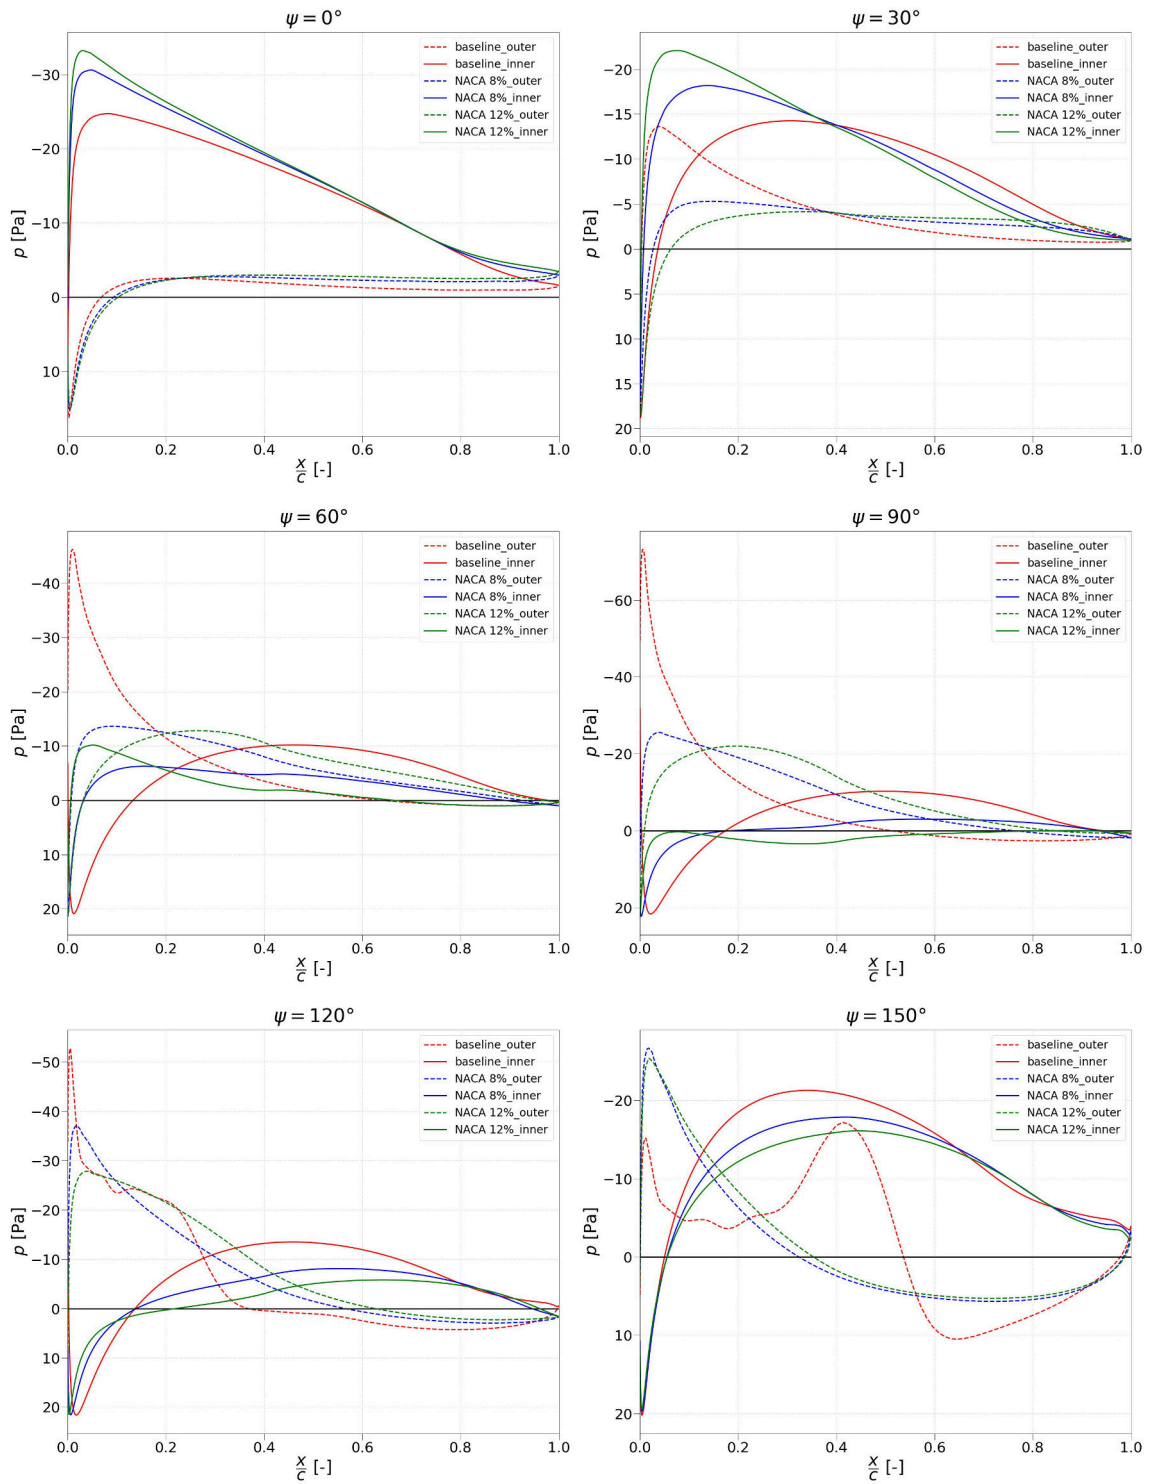 ψ = 0°
baseline_outer
baseline_inner
NACA 8%_outer
NACA 8%_inner
NACA 12%_outer
NACA 12%_inner
p [Pa]
−30
−20
−10
0
10
0.0 0.2 0.4 0.6 0.8 1.0
x/c [-]
ψ = 30°
baseline_outer
baseline_inner
NACA 8%_outer
NACA 8%_inner
NACA 12%_outer
NACA 12%_inner
p [Pa]
−20
−15
−10
−5
0
5
10
15
20
0.0 0.2 0.4 0.6 0.8 1.0
x/c [-]
ψ = 60°
baseline_outer
baseline_inner
NACA 8%_outer
NACA 8%_inner
NACA 12%_outer
NACA 12%_inner
p [Pa]
−40
−30
−20
−10
0
10
20
0.0 0.2 0.4 0.6 0.8 1.0
x/c [-]
ψ = 90°
baseline_outer
baseline_inner
NACA 8%_outer
NACA 8%_inner
NACA 12%_outer
NACA 12%_inner
p [Pa]
−60
−40
−20
0
20
0.0 0.2 0.4 0.6 0.8 1.0
x/c [-]
ψ = 120°
baseline_outer
baseline_inner
NACA 8%_outer
NACA 8%_inner
NACA 12%_outer
NACA 12%_inner
p [Pa]
−50
−40
−30
−20
−10
0
10
20
0.0 0.2 0.4 0.6 0.8 1.0
x/c [-]
ψ = 150°
baseline_outer
baseline_inner
NACA 8%_outer
NACA 8%_inner
NACA 12%_outer
NACA 12%_inner
p [Pa]
−20
−10
0
10
20
0.0 0.2 0.4 0.6 0.8 1.0
x/c [-]